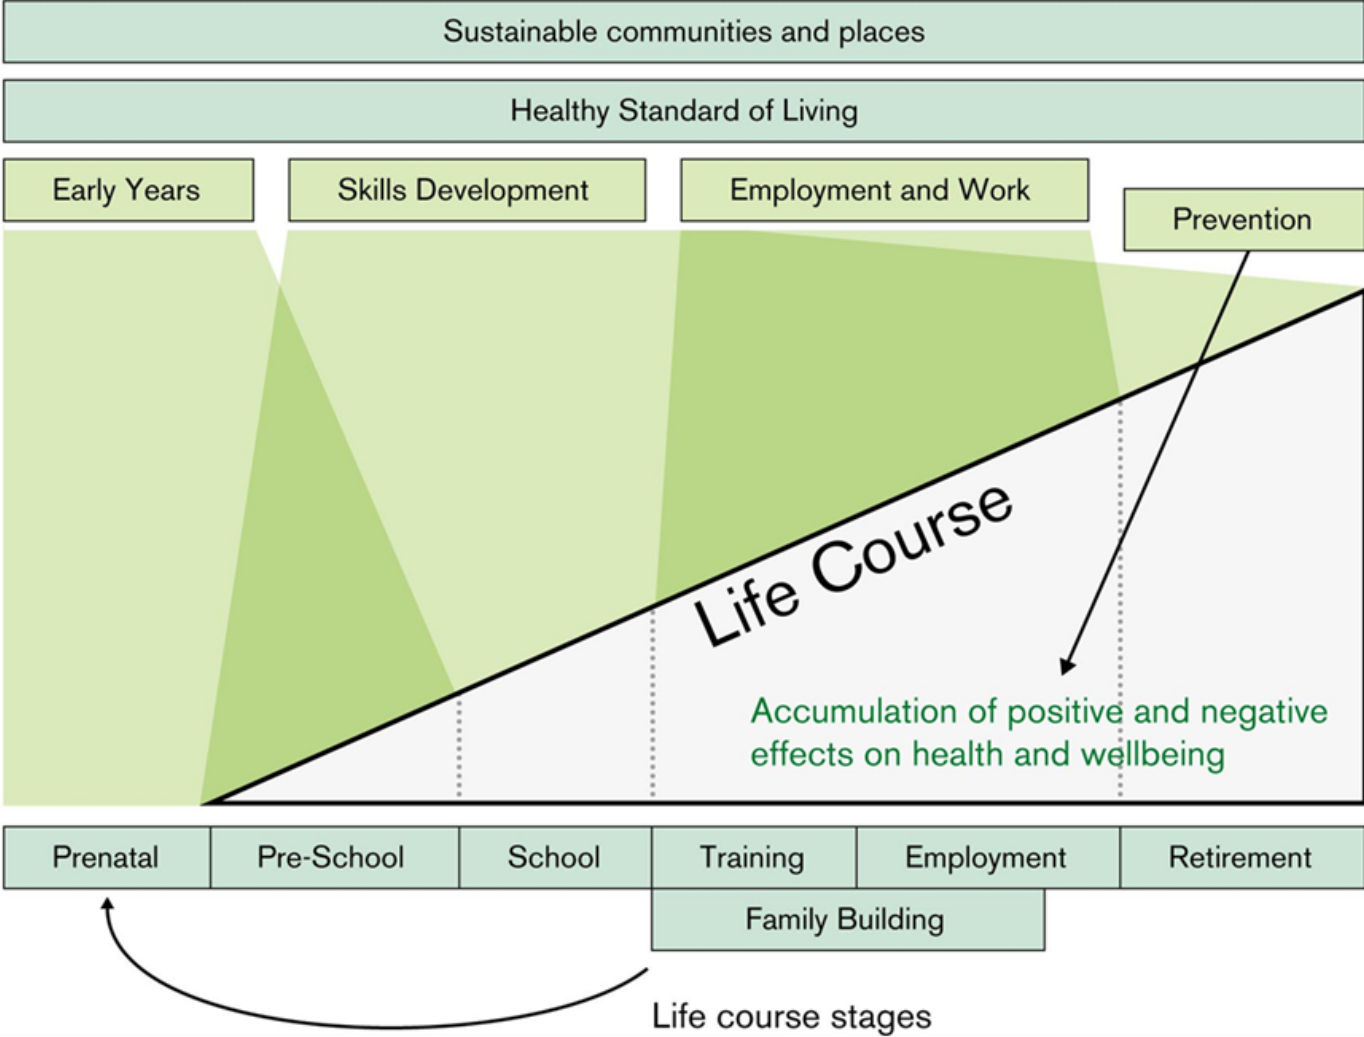 Sustainable communities and places
Healthy Standard of Living
Early Years
Skills Development
Employment and Work
Prevention
Life Course
Accumulation of positive and negative
effects on health and wellbeing
Prenatal
Pre-School
School
Training
Employment
Retirement
Family Building
Life course stages